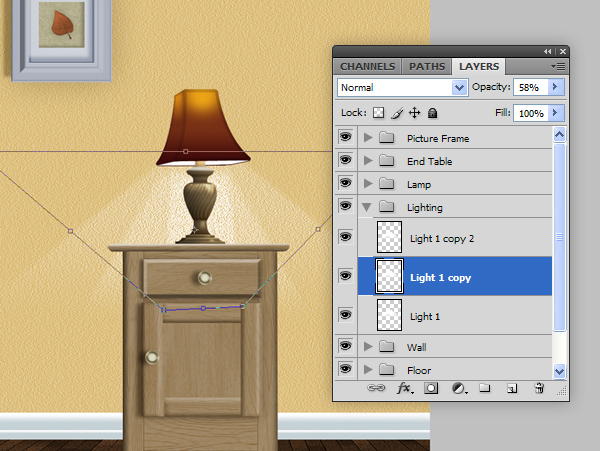 CHANNELS PATHS LAYERS
Normal Opacity: 58%
Lock: Fill: 100%
Picture Frame
End Table
Lamp
Lighting
Light 1 copy 2
Light 1 copy
Light 1
Wall
Floor
fx.